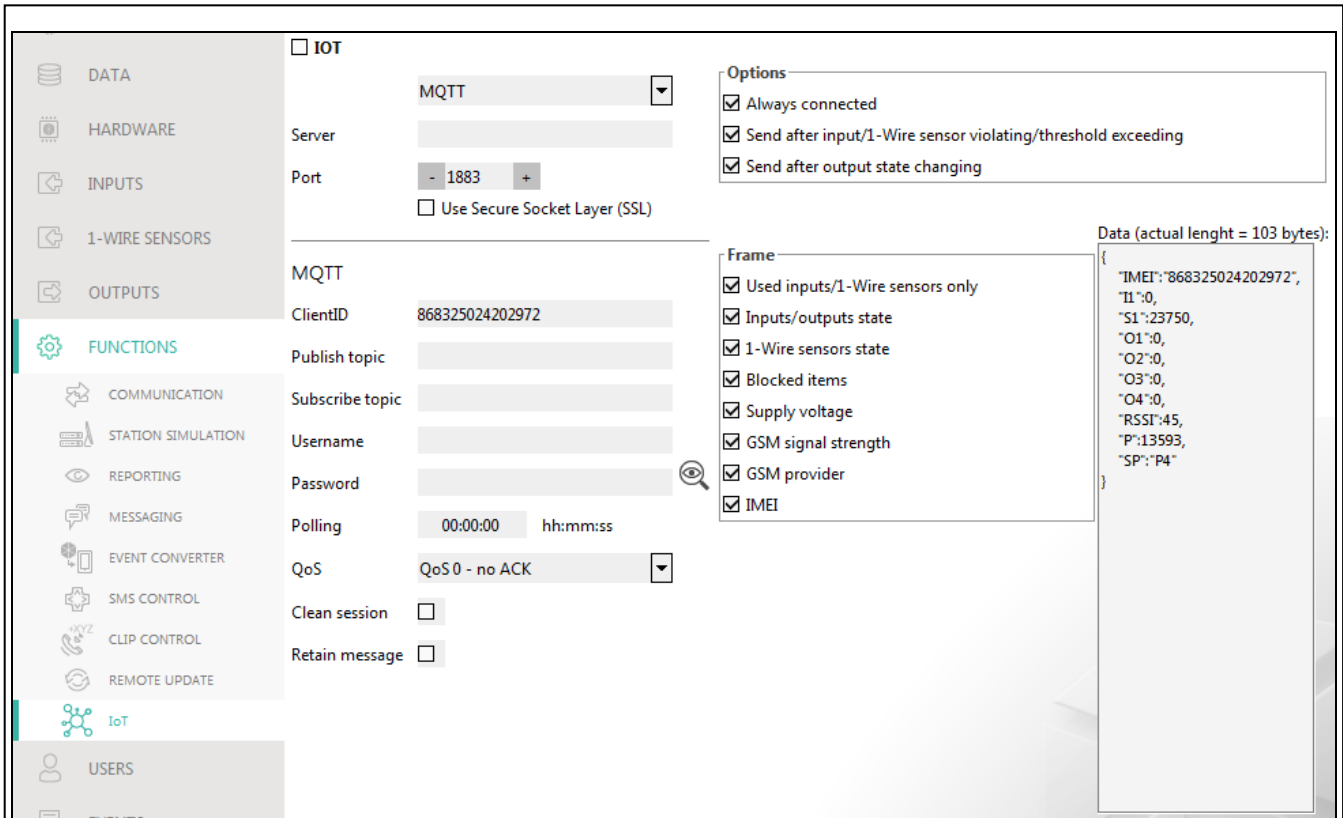 DATA
HARDWARE
INPUTS
1-WIRE SENSORS
OUTPUTS
FUNCTIONS
COMMUNICATION
STATION SIMULATION
REPORTING
MESSAGING
EVENT CONVERTER
SMS CONTROL
+XYZ
CLIP CONTROL
REMOTE UPDATE
IoT
USERS
IOT
MQTT
Server
Port - 1883 +
Use Secure Socket Layer (SSL)
MQTT
ClientID 868325024202972
Publish topic
Subscribe topic
Username
Password
Polling 00:00:00 hh:mm:ss
QoS QoS 0 - no ACK
Clean session
Retain message
Options
Always connected
Send after input/1-Wire sensor violating/threshold exceeding
Send after output state changing
Frame
Used inputs/1-Wire sensors only
Inputs/outputs state
1-Wire sensors state
Blocked items
Supply voltage
GSM signal strength
GSM provider
IMEI
Data (actual lenght = 103 bytes):
{
"IMEI":"868325024202972",
"I1":0,
"S1":23750,
"O1":0,
"O2":0,
"O3":0,
"O4":0,
"RSSI":45,
"P":13593,
"SP":"P4"
}